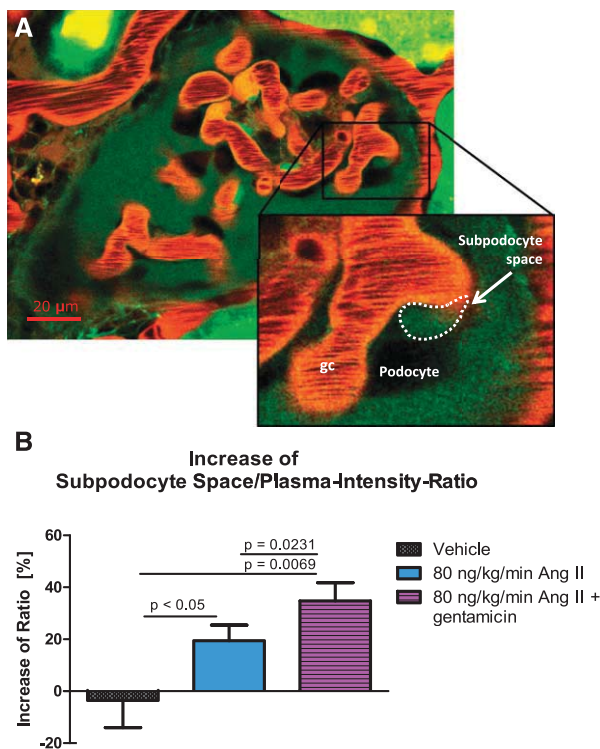 A
Subpodocyte
space
gc
Podocyte
20 µm
B
Increase of
Subpodocyte Space/Plasma-Intensity-Ratio
Increase of Ratio [%]
60
40
20
0
-20
p = 0.0231
p = 0.0069
p < 0.05
Vehicle
80 ng/kg/min Ang II
80 ng/kg/min Ang II +
gentamicin